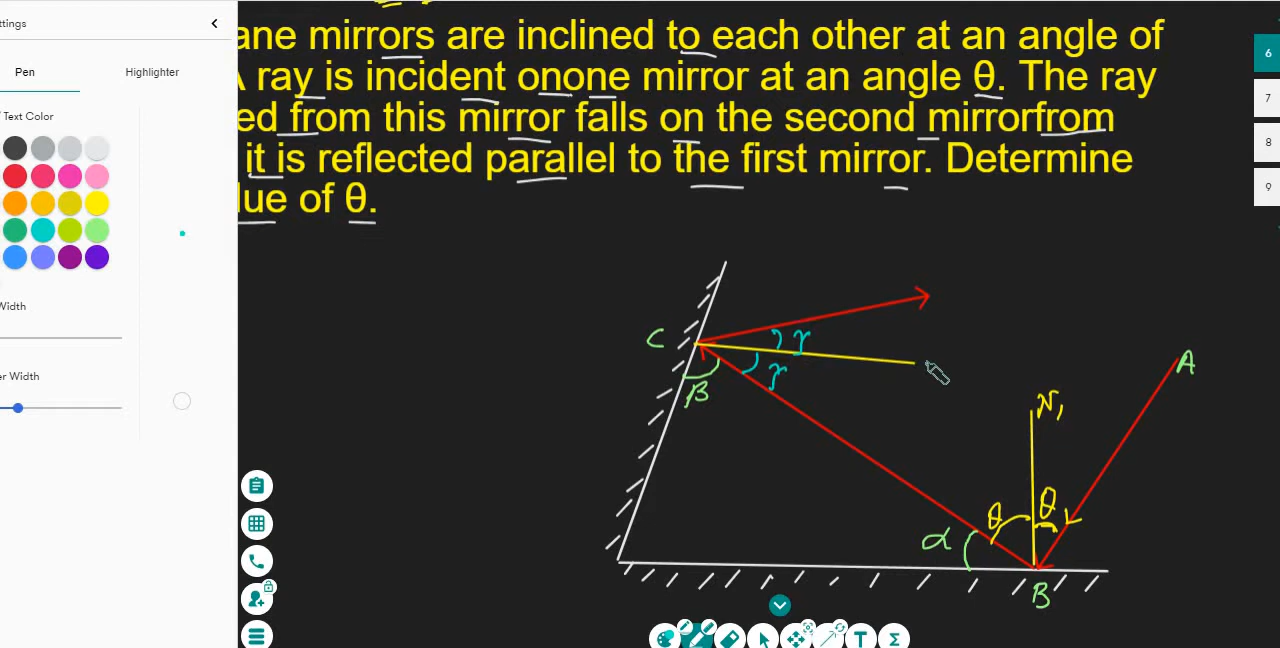 ttings
Pen Highlighter
Text Color
Width
er Width
ane mirrors are inclined to each other at an angle of
A ray is incident onone mirror at an angle θ. The ray
ed from this mirror falls on the second mirrorfrom
it is reflected parallel to the first mirror. Determine
lue of θ.
6
7
8
9
C
γ
γ
β
A
N₁
θ
θ
α
B
T
Σ